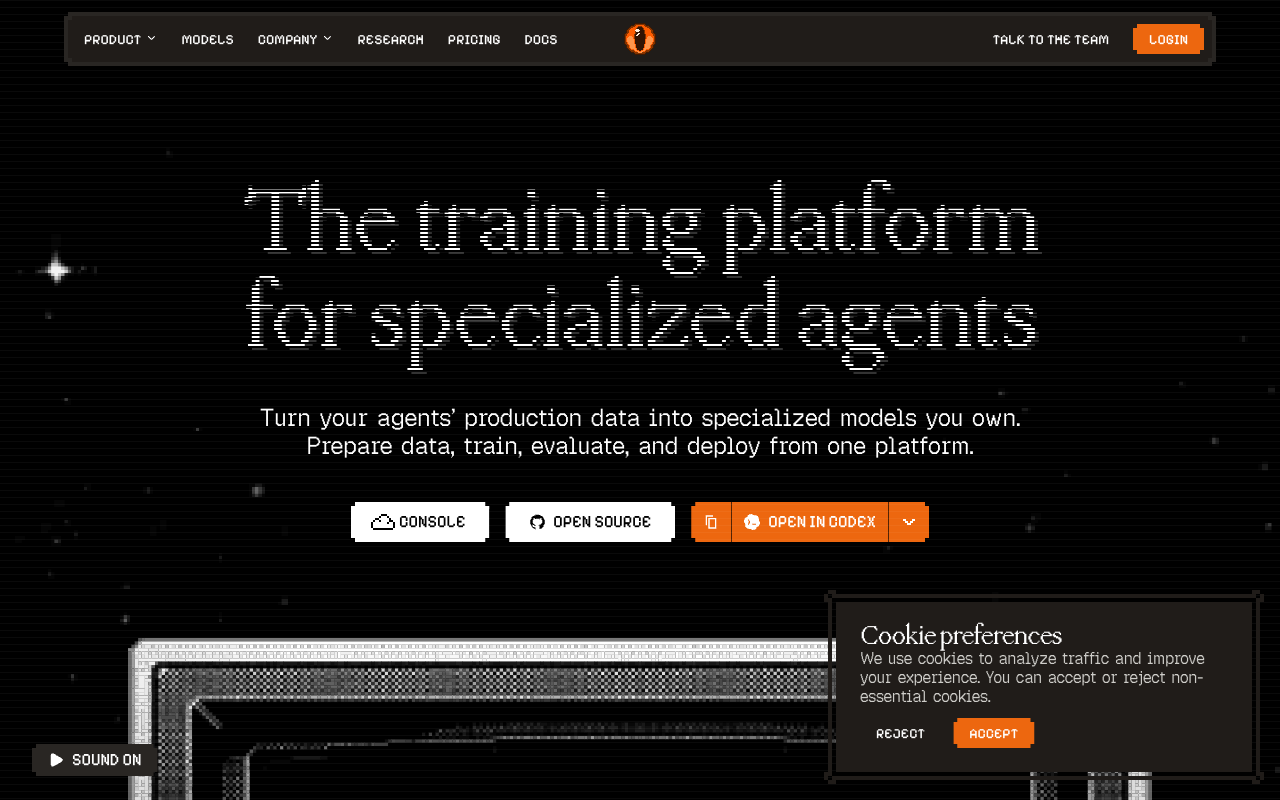 PRODUCT MODELS COMPANY RESEARCH PRICING DOCS TALK TO THE TEAM LOGIN
The training platform
for specialized agents
Turn your agents’ production data into specialized models you own.
Prepare data, train, evaluate, and deploy from one platform.
CONSOLE OPEN SOURCE OPEN IN CODEX
Cookie preferences
We use cookies to analyze traffic and improve
your experience. You can accept or reject non-
essential cookies.
REJECT ACCEPT
SOUND ON